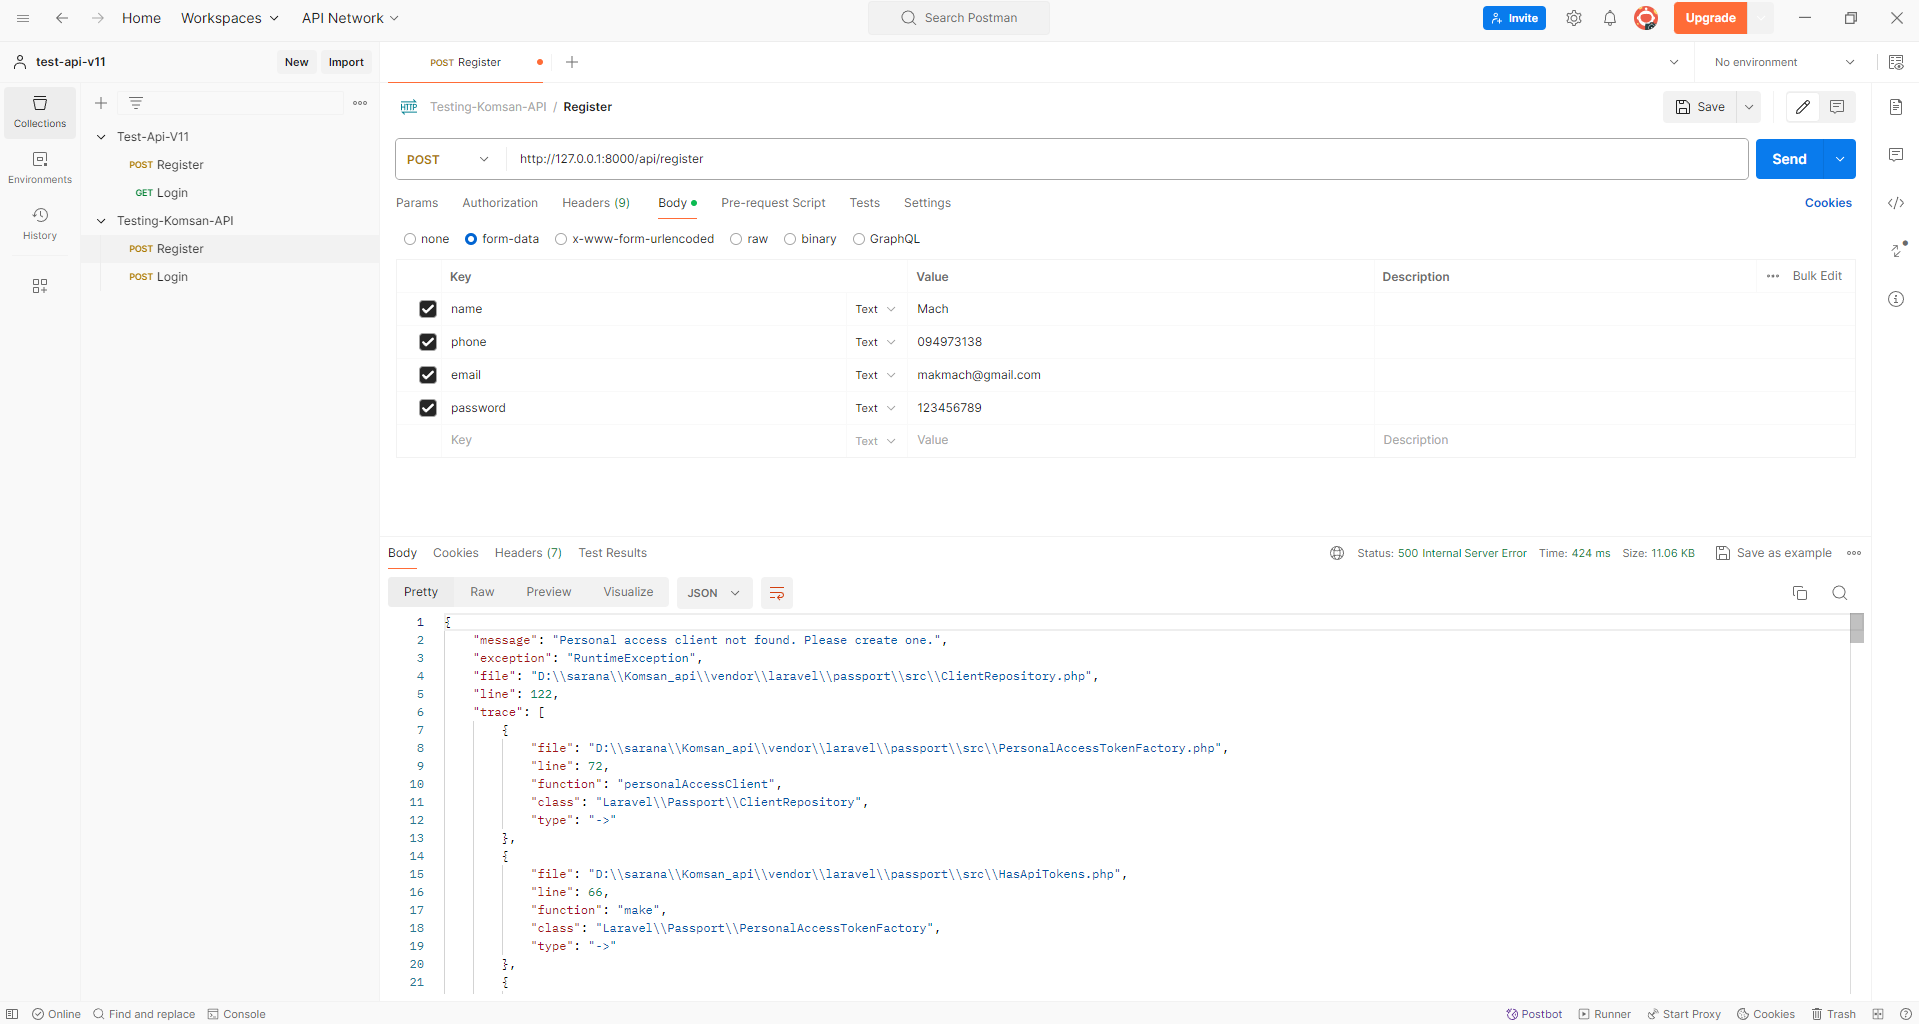 Home Workspaces API Network Search Postman Invite Upgrade
test-api-v11 New Import POST Register No environment
Collections
Environments
History
Test-Api-V11
POST Register
GET Login
Testing-Komsan-API
POST Register
POST Login
HTTP Testing-Komsan-API / Register Save
POST http://127.0.0.1:8000/api/register Send
Params Authorization Headers (9) Body Pre-request Script Tests Settings Cookies
none form-data x-www-form-urlencoded raw binary GraphQL
Key Value Description Bulk Edit
name Text Mach
phone Text 094973138
email Text makmach@gmail.com
password Text 123456789
Key Text Value Description
Body Cookies Headers (7) Test Results Status: 500 Internal Server Error Time: 424 ms Size: 11.06 KB Save as example
Pretty Raw Preview Visualize JSON
1 {
2 "message": "Personal access client not found. Please create one.",
3 "exception": "RuntimeException",
4 "file": "D:\\sarana\\Komsan_api\\vendor\\laravel\\passport\\src\\ClientRepository.php",
5 "line": 122,
6 "trace": [
7 {
8 "file": "D:\\sarana\\Komsan_api\\vendor\\laravel\\passport\\src\\PersonalAccessTokenFactory.php",
9 "line": 72,
10 "function": "personalAccessClient",
11 "class": "Laravel\\Passport\\ClientRepository",
12 "type": "->"
13 },
14 {
15 "file": "D:\\sarana\\Komsan_api\\vendor\\laravel\\passport\\src\\HasApiTokens.php",
16 "line": 66,
17 "function": "make",
18 "class": "Laravel\\Passport\\PersonalAccessTokenFactory",
19 "type": "->"
20 },
21 {
Online Find and replace Console Postbot Runner Start Proxy Cookies Trash